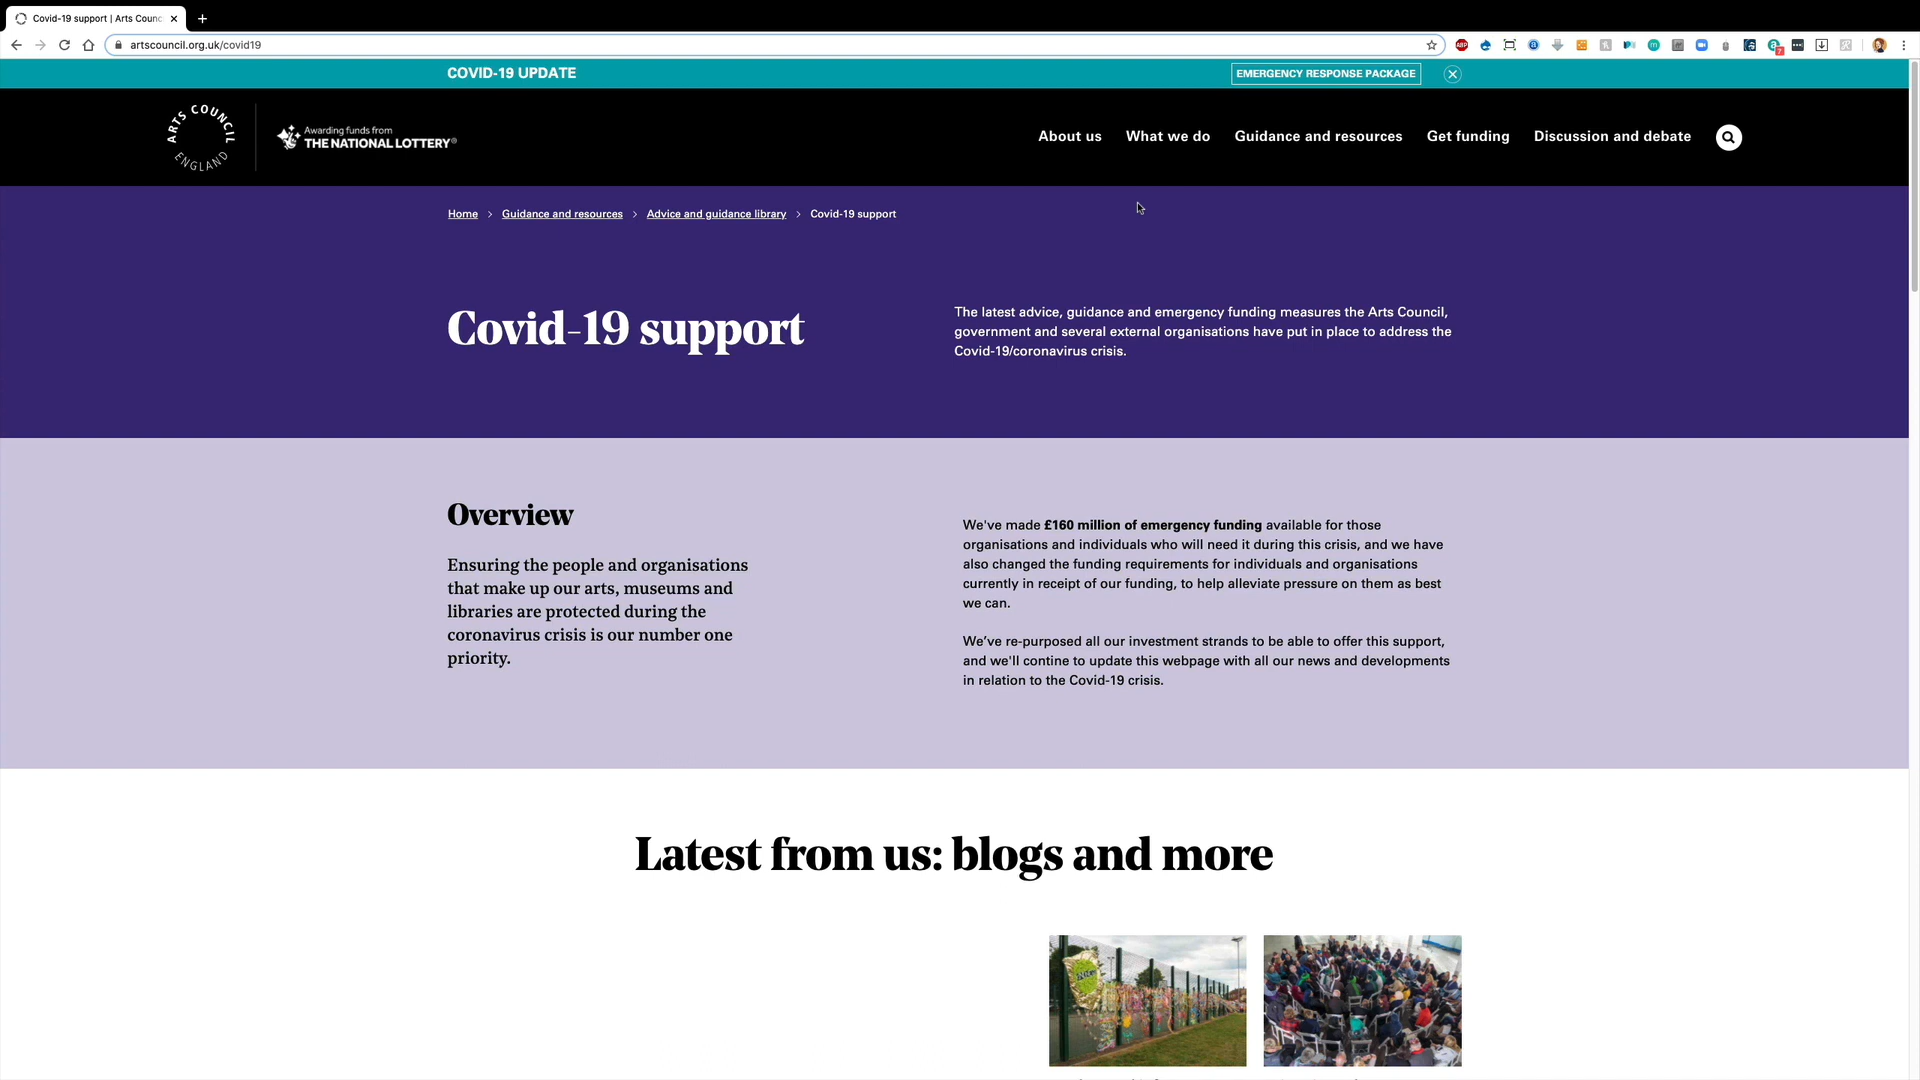 Covid-19 support | Arts Counc
artscouncil.org.uk/covid19
ABP
7
COVID-19 UPDATE
EMERGENCY RESPONSE PACKAGE
ARTS COUNCIL
ENGLAND
Awarding funds from
THE NATIONAL LOTTERY®
About us
What we do
Guidance and resources
Get funding
Discussion and debate
Home > Guidance and resources > Advice and guidance library > Covid-19 support
Covid-19 support
The latest advice, guidance and emergency funding measures the Arts Council,
government and several external organisations have put in place to address the
Covid-19/coronavirus crisis.
Overview
Ensuring the people and organisations
that make up our arts, museums and
libraries are protected during the
coronavirus crisis is our number one
priority.
We've made £160 million of emergency funding available for those
organisations and individuals who will need it during this crisis, and we have
also changed the funding requirements for individuals and organisations
currently in receipt of our funding, to help alleviate pressure on them as best
we can.
We’ve re-purposed all our investment strands to be able to offer this support,
and we'll contine to update this webpage with all our news and developments
in relation to the Covid-19 crisis.
Latest from us: blogs and more